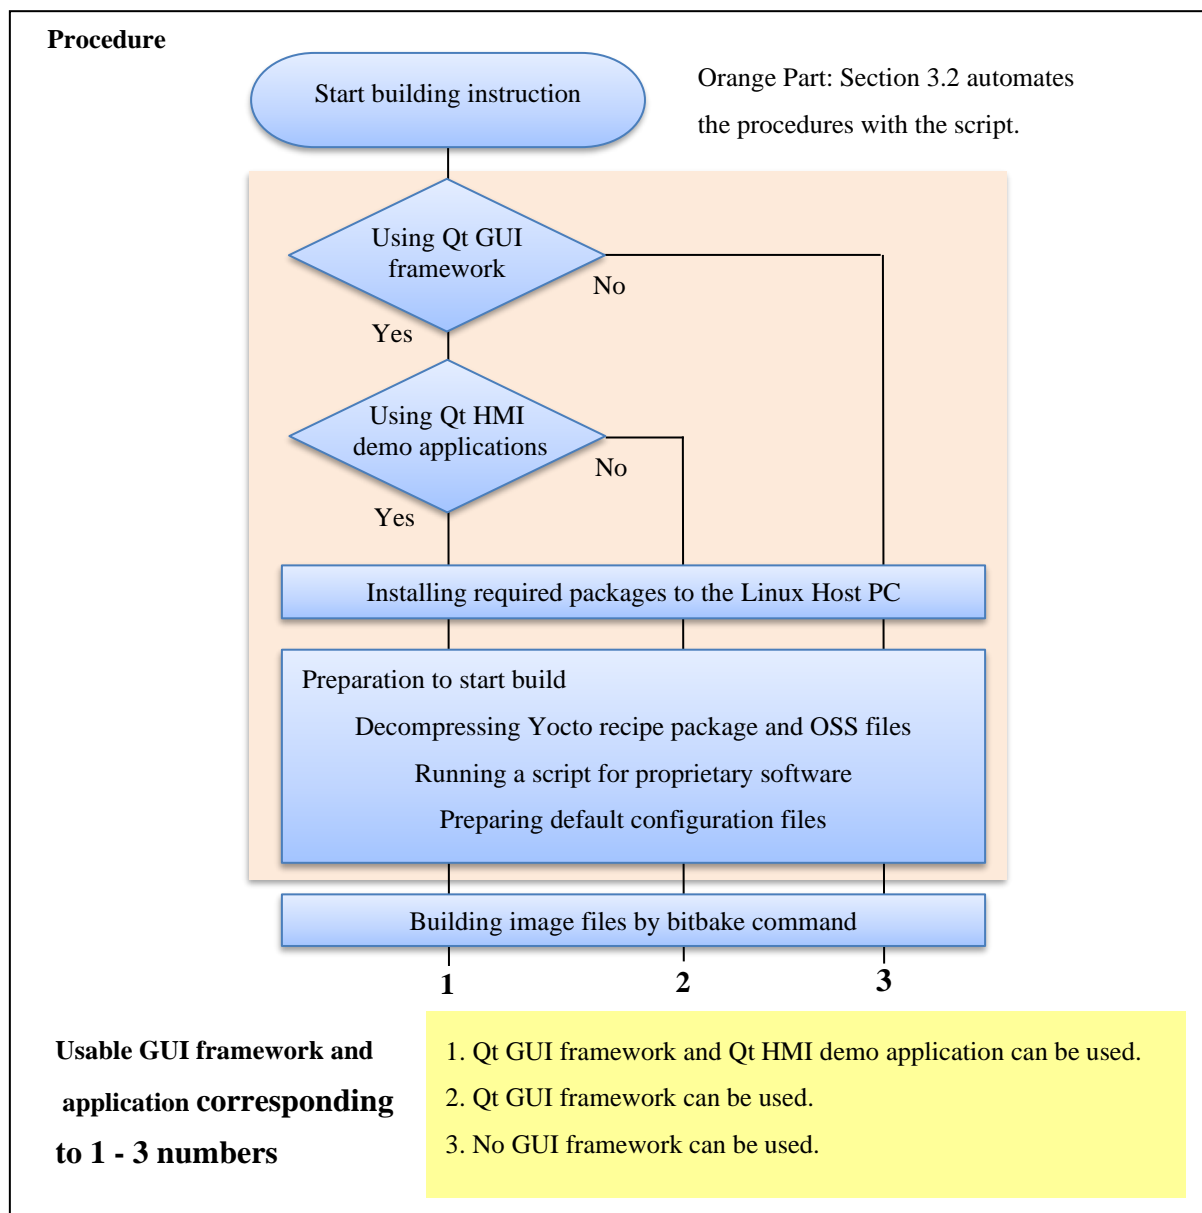 Procedure
Start building instruction
Orange Part: Section 3.2 automates
the procedures with the script.
Using Qt GUI
framework
No
Yes
Using Qt HMI
demo applications
No
Yes
Installing required packages to the Linux Host PC
Preparation to start build
Decompressing Yocto recipe package and OSS files
Running a script for proprietary software
Preparing default configuration files
Building image files by bitbake command
1
2
3
Usable GUI framework and
application corresponding
to 1 - 3 numbers
1. Qt GUI framework and Qt HMI demo application can be used.
2. Qt GUI framework can be used.
3. No GUI framework can be used.